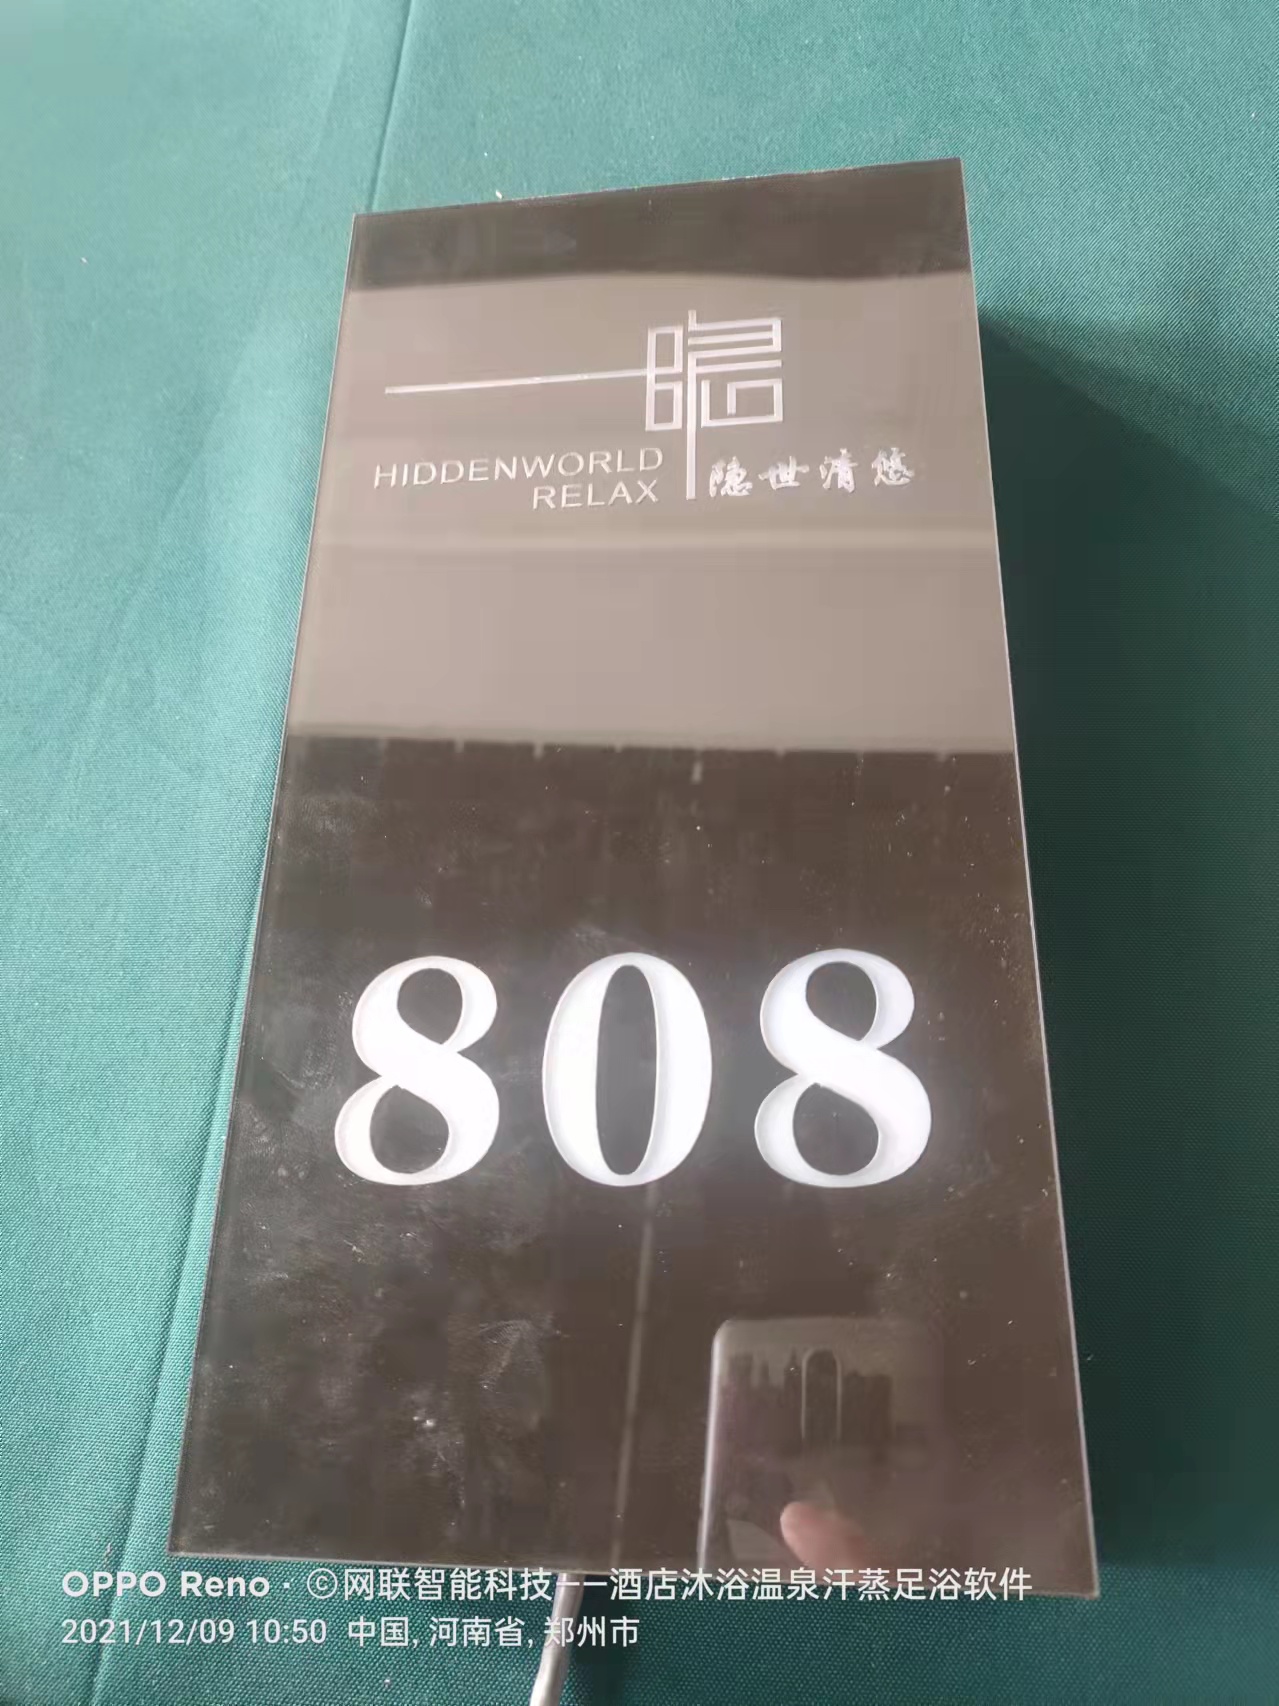 HIDDENWORLD
RELAX
隐世清悠
808
OPPO Reno · ©网联智能科技——酒店沐浴温泉汗蒸足浴软件
2021/12/09 10:50 中国, 河南省, 郑州市